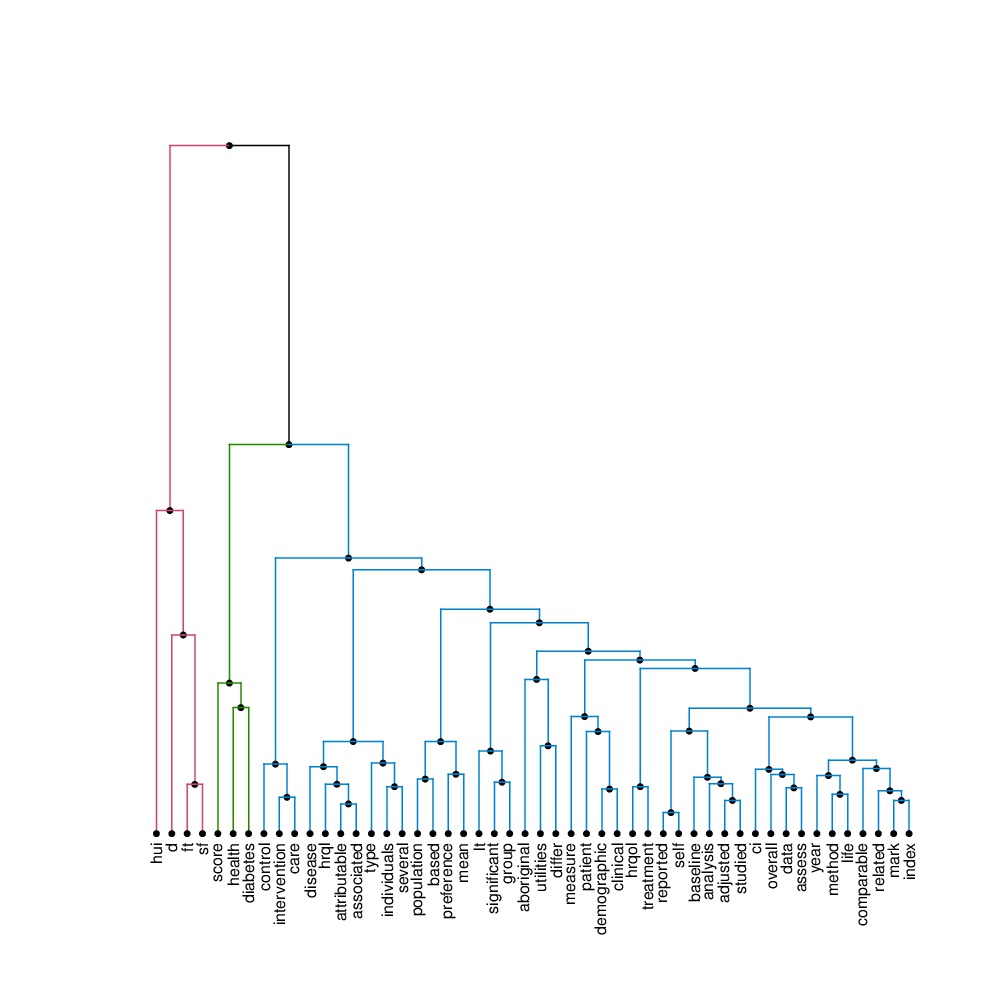 hui
d
ft
sf
score
health
diabetes
control
intervention
care
disease
hrql
attributable
associated
type
individuals
several
population
based
preference
mean
lt
significant
group
aboriginal
utilities
differ
measure
patient
demographic
clinical
hrqol
treatment
reported
self
baseline
analysis
adjusted
studied
ci
overall
data
assess
year
method
life
comparable
related
mark
index